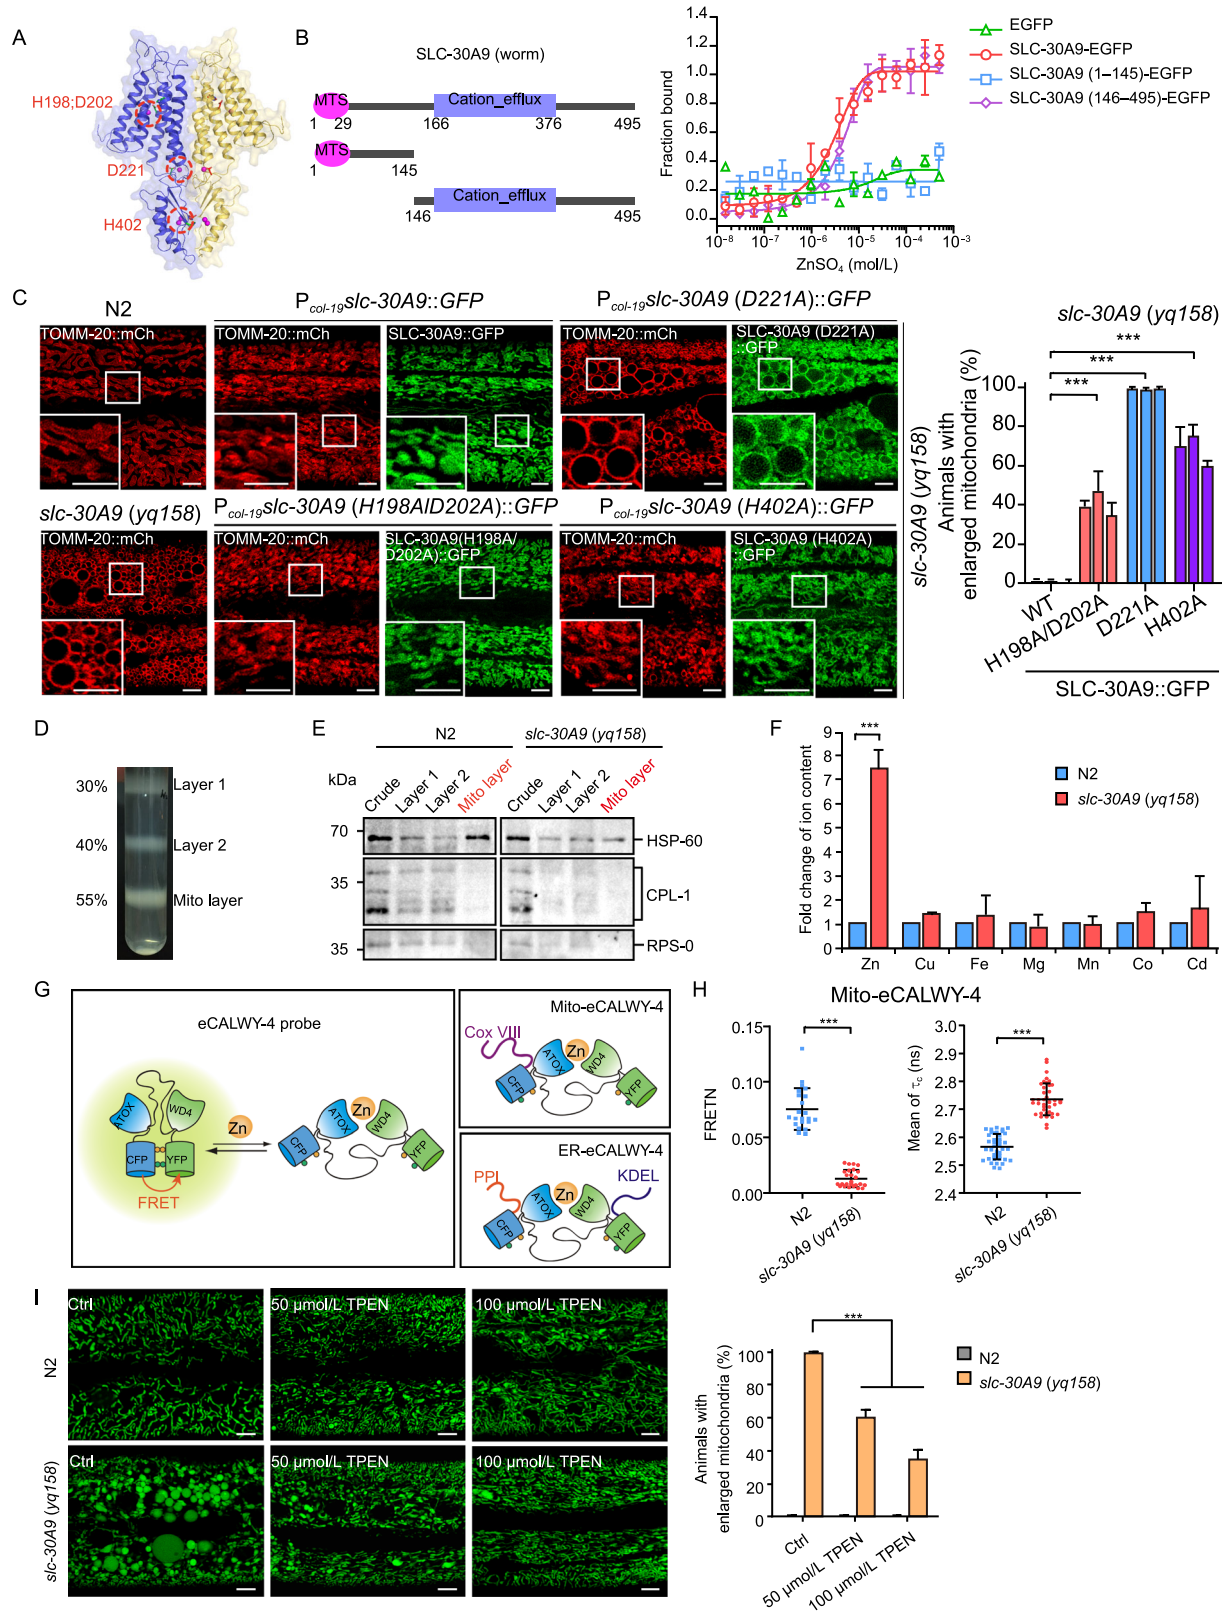 A
H198;D202
D221
H402
B
SLC-30A9 (worm)
MTS
Cation_efflux
1 29 166 376 495
MTS
1 145
Cation_efflux
146 495
Fraction bound
1.4
1.2
1.0
0.8
0.6
0.4
0.2
0.0
10⁻⁸ 10⁻⁷ 10⁻⁶ 10⁻⁵ 10⁻⁴ 10⁻³
ZnSO₄ (mol/L)
EGFP
SLC-30A9-EGFP
SLC-30A9 (1–145)-EGFP
SLC-30A9 (146–495)-EGFP
C
N2
P col-19 slc-30A9::GFP
P col-19 slc-30A9 (D221A)::GFP
TOMM-20::mCh
TOMM-20::mCh
SLC-30A9::GFP
TOMM-20::mCh
SLC-30A9 (D221A)
::GFP
slc-30A9 (yq158)
P col-19 slc-30A9 (H198A/D202A)::GFP
P col-19 slc-30A9 (H402A)::GFP
TOMM-20::mCh
TOMM-20::mCh
SLC-30A9(H198A/
D202A)::GFP
TOMM-20::mCh
SLC-30A9 (H402A)
::GFP
slc-30A9 (yq158)
slc-30A9 (yq158)
Animals with
enlarged mitochondria (%)
100
80
60
40
20
0
***
***
***
WT
H198A/D202A
D221A
H402A
SLC-30A9::GFP
D
30% Layer 1
40% Layer 2
55% Mito layer
E
N2
slc-30A9 (yq158)
kDa
Crude
Layer 1
Layer 2
Mito layer
Crude
Layer 1
Layer 2
Mito layer
70
HSP-60
35
CPL-1
35
RPS-0
F
Fold change of ion content
9
8
7
6
5
4
3
2
1
0
***
N2
slc-30A9 (yq158)
Zn Cu Fe Mg Mn Co Cd
G
eCALWY-4 probe
ATOX
WD4
CFP
YFP
FRET
Zn
ATOX
Zn
WD4
CFP
YFP
Mito-eCALWY-4
Cox VIII
ATOX
Zn
WD4
CFP
YFP
ER-eCALWY-4
PPI
KDEL
ATOX
Zn
WD4
CFP
YFP
H
Mito-eCALWY-4
FRETN
0.15
0.10
0.05
0.00
***
N2
slc-30A9 (yq158)
Mean of τc (ns)
3.0
2.9
2.8
2.7
2.6
2.5
2.4
***
N2
slc-30A9 (yq158)
I
N2
Ctrl
50 µmol/L TPEN
100 µmol/L TPEN
slc-30A9 (yq158)
Ctrl
50 µmol/L TPEN
100 µmol/L TPEN
Animals with
enlarged mitochondria (%)
100
80
60
40
20
0
***
N2
slc-30A9 (yq158)
Ctrl
50 µmol/L TPEN
100 µmol/L TPEN